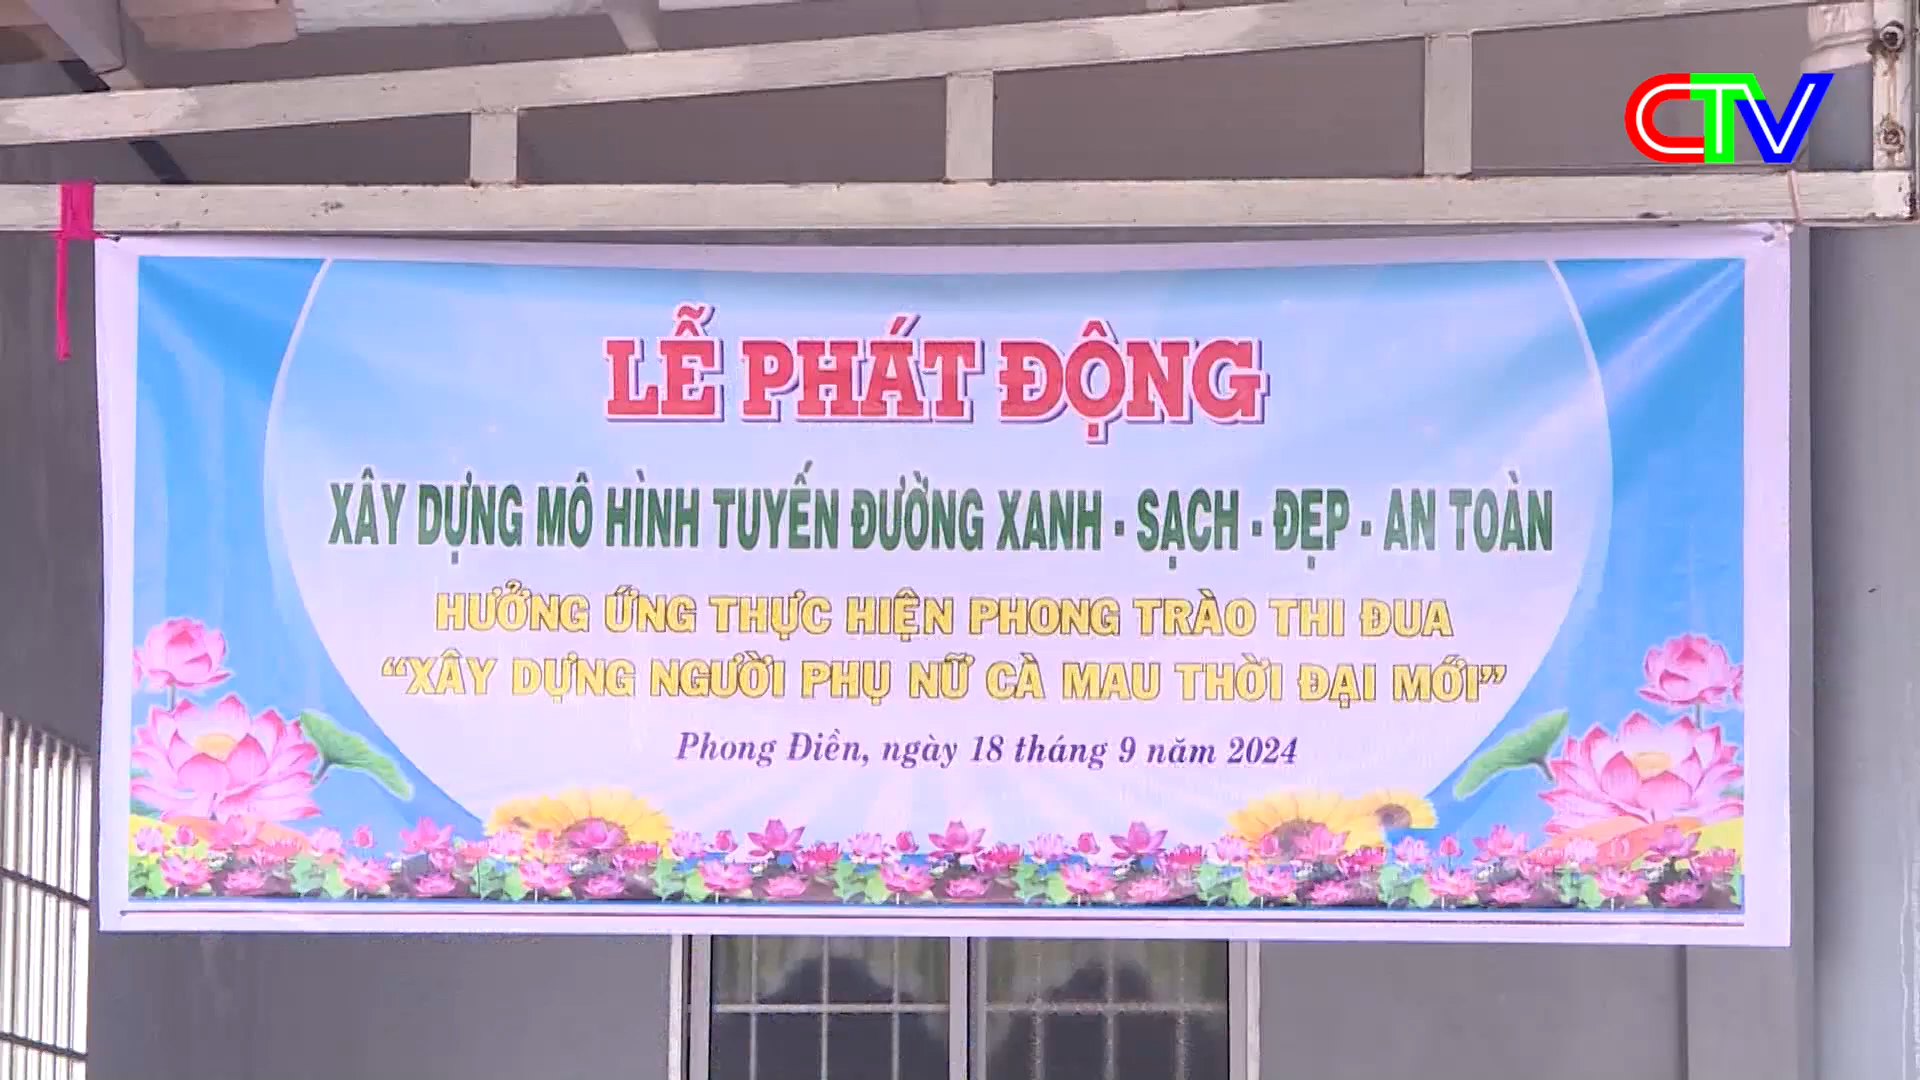 CTV
LỄ PHÁT ĐỘNG
XÂY DỰNG MÔ HÌNH TUYẾN ĐƯỜNG XANH - SẠCH - ĐẸP - AN TOÀN
HƯỞNG ỨNG THỰC HIỆN PHONG TRÀO THI ĐUA
“XÂY DỰNG NGƯỜI PHỤ NỮ CÀ MAU THỜI ĐẠI MỚI”
Phong Điền, ngày 18 tháng 9 năm 2024